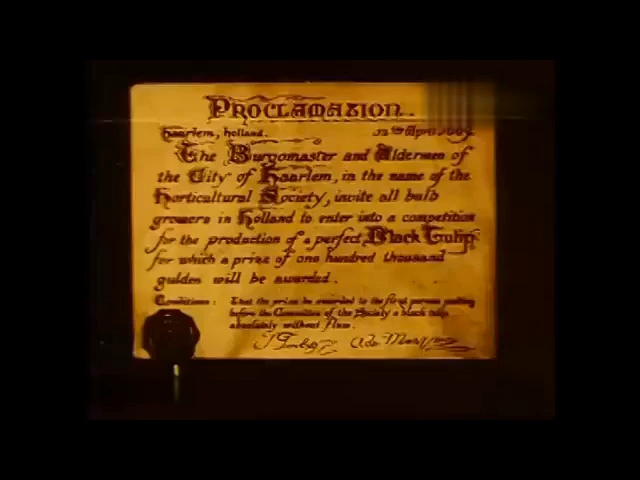 PROCLAMATION.
Haarlem, Holland. 12th April
The Burgomaster and Aldermen of
the City of Haarlem, in the name of the
Horticultural Society, invite all bulb
growers in Holland to enter into a competition
for the production of a perfect Black Tulip
for which a prize of one hundred thousand
gulden will be awarded.
Conditions: That the prize be awarded to the first person putting
before the Committee of the Society a black tulip
absolutely without flaw.